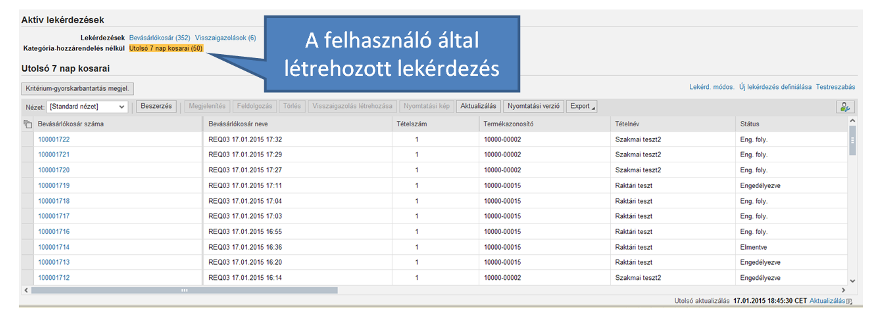 Aktív lekérdezések
Lekérdezések Bevásárlókosár (352) Visszaigazolások (6)
Kategória-hozzárendelés nélkül Utolsó 7 nap kosarai (50)
A felhasználó által
létrehozott lekérdezés
Utolsó 7 nap kosarai
Kritérium-gyorskarbantartás megjel.
Lekérd. módos. Új lekérdezés definiálása Testreszabás
Nézet: [Standard nézet] Beszerzés Megjelenítés Feldolgozás Törlés Visszaigazolás létrehozása Nyomtatási kép Aktualizálás Nyomtatási verzió Export
Bevásárlókosár száma Bevásárlókosár neve Tételszám Termékazonosító Tételnév Státus
100001722 REQ03 17.01.2015 17:32 1 10000-00002 Szakmai teszt2 Eng. foly.
100001721 REQ03 17.01.2015 17:29 1 10000-00002 Szakmai teszt2 Eng. foly.
100001720 REQ03 17.01.2015 17:27 1 10000-00002 Szakmai teszt2 Eng. foly.
100001719 REQ03 17.01.2015 17:11 1 10000-00015 Raktári teszt Engedélyezve
100001718 REQ03 17.01.2015 17:04 1 10000-00015 Raktári teszt Eng. foly.
100001717 REQ03 17.01.2015 17:03 1 10000-00015 Raktári teszt Eng. foly.
100001716 REQ03 17.01.2015 16:55 1 10000-00015 Raktári teszt Eng. foly.
100001714 REQ03 17.01.2015 16:36 1 10000-00015 Raktári teszt Elmentve
100001713 REQ03 17.01.2015 16:20 1 10000-00015 Raktári teszt Engedélyezve
100001712 REQ03 17.01.2015 16:14 1 10000-00002 Szakmai teszt2 Engedélyezve
Utolsó aktualizálás 17.01.2015 18:45:30 CET Aktualizálás